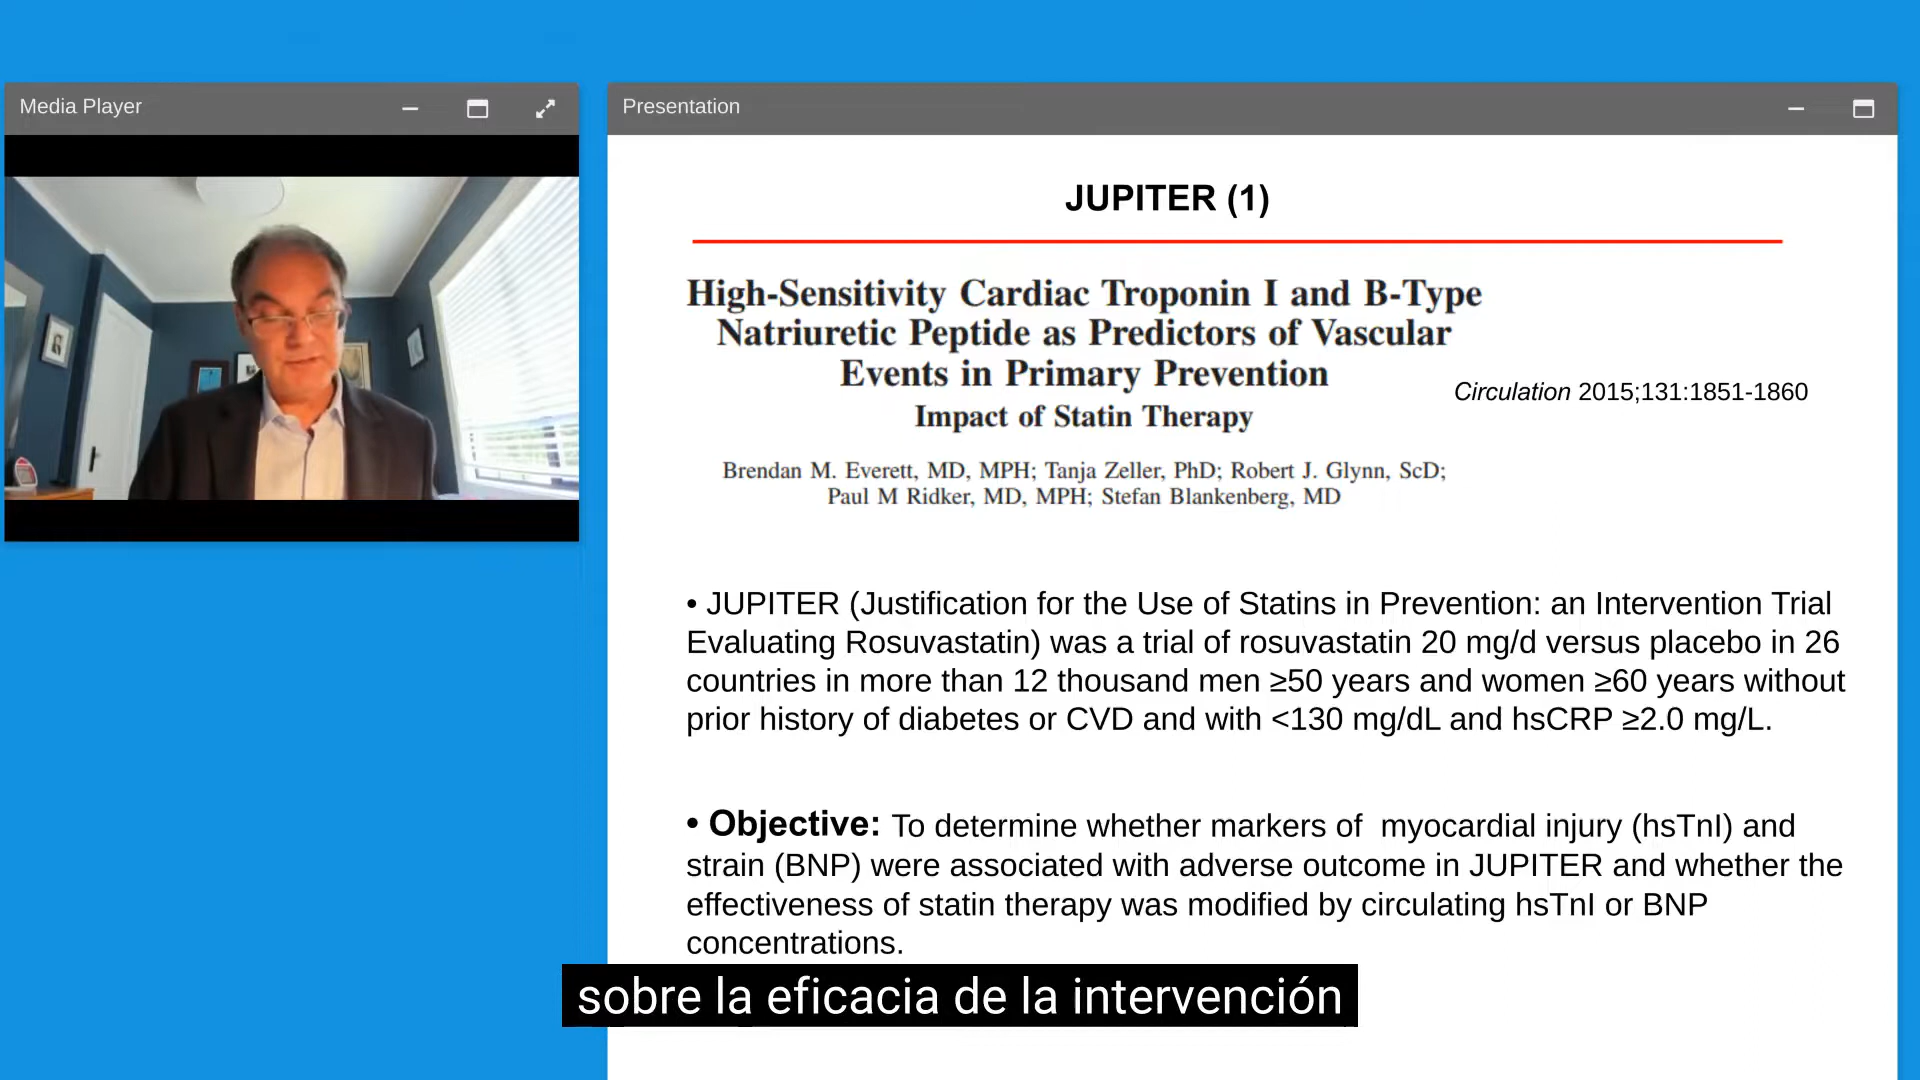 Media Player
Presentation
JUPITER (1)
High-Sensitivity Cardiac Troponin I and B-Type
Natriuretic Peptide as Predictors of Vascular
Events in Primary Prevention
Impact of Statin Therapy
Circulation 2015;131:1851-1860
Brendan M. Everett, MD, MPH; Tanja Zeller, PhD; Robert J. Glynn, ScD;
Paul M Ridker, MD, MPH; Stefan Blankenberg, MD
• JUPITER (Justification for the Use of Statins in Prevention: an Intervention Trial
Evaluating Rosuvastatin) was a trial of rosuvastatin 20 mg/d versus placebo in 26
countries in more than 12 thousand men ≥50 years and women ≥60 years without
prior history of diabetes or CVD and with <130 mg/dL and hsCRP ≥2.0 mg/L.
• Objective: To determine whether markers of myocardial injury (hsTnI) and
strain (BNP) were associated with adverse outcome in JUPITER and whether the
effectiveness of statin therapy was modified by circulating hsTnI or BNP
concentrations.
sobre la eficacia de la intervención